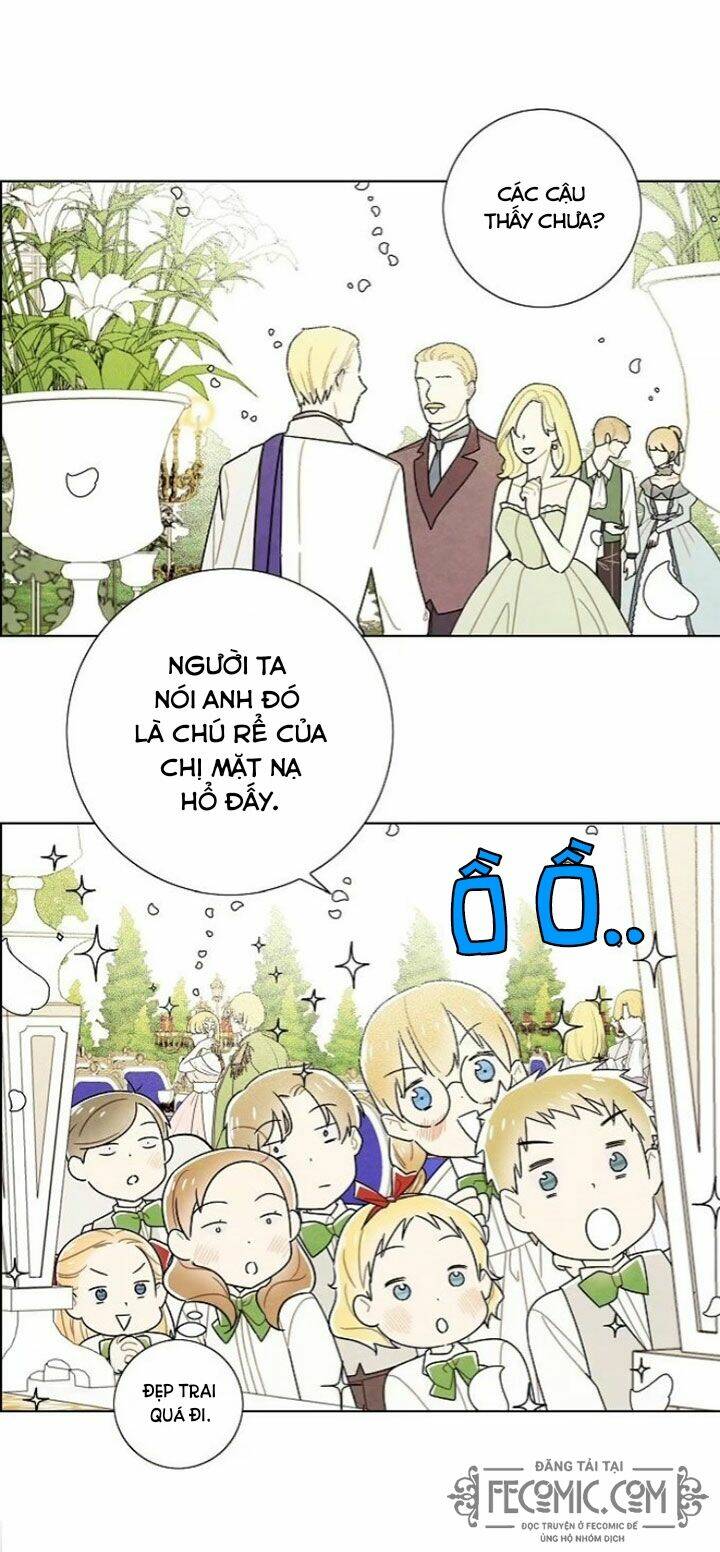 CÁC CẬU
THẤY CHƯA?
NGƯỜI TA
NÓI ANH ĐÓ
LÀ CHÚ RỂ CỦA
CHỊ MẶT NẠ
HỔ ĐẤY.
Ồ Ồ..
ĐẸP TRAI
QUÁ ĐI.
ĐĂNG TẢI TẠI
FECOMIC.COM
ĐỌC TRUYỆN Ở FECOMIC ĐỂ
ỦNG HỘ NHÓM DỊCH